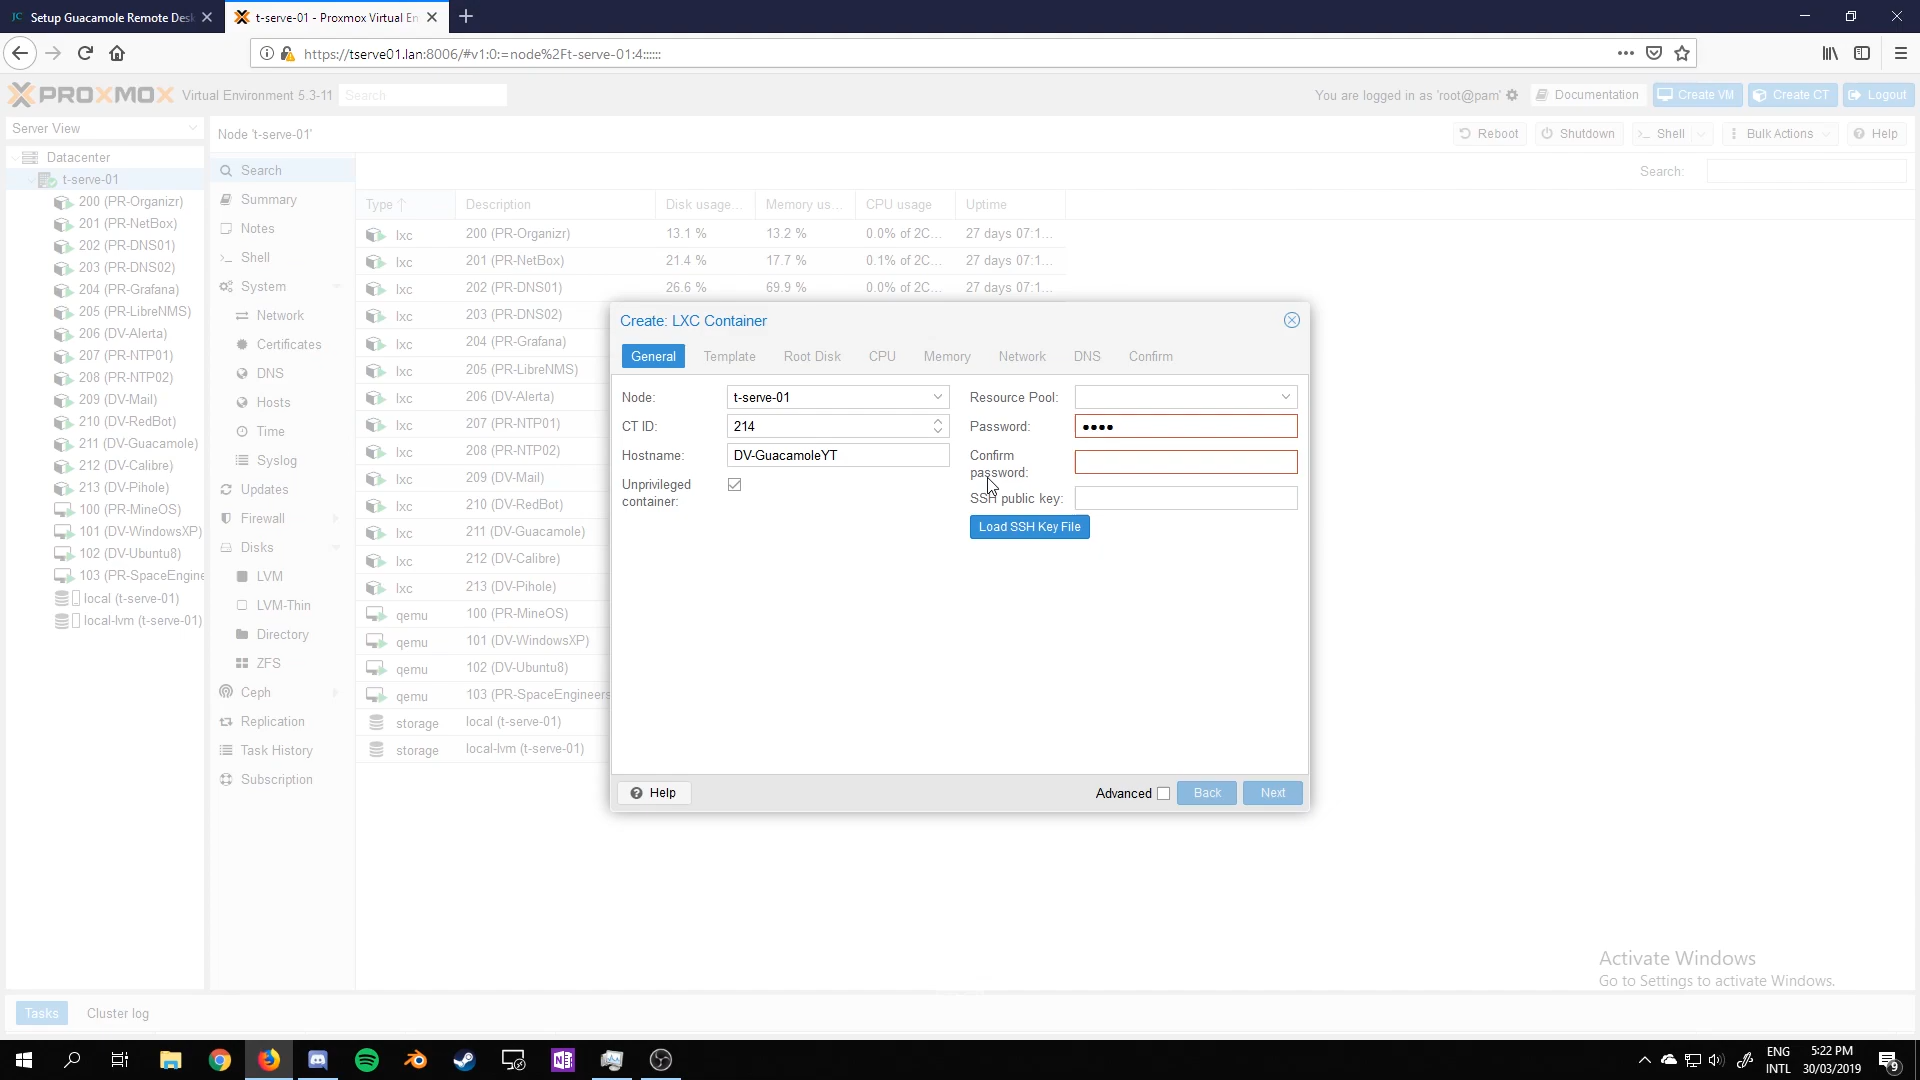 Setup Guacamole Remote Des
t-serve-01 - Proxmox Virtual En
https://tserve01.lan:8006/#v1:0:=node%2Ft-serve-01:4::::::
PROXMOX Virtual Environment 5.3-11 Search
You are logged in as 'root@pam' Documentation Create VM Create CT Logout
Server View
Node 't-serve-01'
Reboot Shutdown Shell Bulk Actions Help
Datacenter
t-serve-01
200 (PR-Organizr)
201 (PR-NetBox)
202 (PR-DNS01)
203 (PR-DNS02)
204 (PR-Grafana)
205 (PR-LibreNMS)
206 (DV-Alerta)
207 (PR-NTP01)
208 (PR-NTP02)
209 (DV-Mail)
210 (DV-RedBot)
211 (DV-Guacamole)
212 (DV-Calibre)
213 (DV-Pihole)
100 (PR-MineOS)
101 (DV-WindowsXP)
102 (DV-Ubuntu8)
103 (PR-SpaceEngine
local (t-serve-01)
local-lvm (t-serve-01)
Search
Summary
Notes
Shell
System
Network
Certificates
DNS
Hosts
Time
Syslog
Updates
Firewall
Disks
LVM
LVM-Thin
Directory
ZFS
Ceph
Replication
Task History
Subscription
Search:
Type Description Disk usage... Memory us... CPU usage Uptime
lxc 200 (PR-Organizr) 13.1 % 13.2 % 0.0% of 2C... 27 days 07:1...
lxc 201 (PR-NetBox) 21.4 % 17.7 % 0.1% of 2C... 27 days 07:1...
lxc 202 (PR-DNS01) 26.6 % 69.9 % 0.0% of 2C... 27 days 07:1...
lxc 203 (PR-DNS02)
lxc 204 (PR-Grafana)
lxc 205 (PR-LibreNMS)
lxc 206 (DV-Alerta)
lxc 207 (PR-NTP01)
lxc 208 (PR-NTP02)
lxc 209 (DV-Mail)
lxc 210 (DV-RedBot)
lxc 211 (DV-Guacamole)
lxc 212 (DV-Calibre)
lxc 213 (DV-Pihole)
qemu 100 (PR-MineOS)
qemu 101 (DV-WindowsXP)
qemu 102 (DV-Ubuntu8)
qemu 103 (PR-SpaceEngineers
storage local (t-serve-01)
storage local-lvm (t-serve-01)
Create: LXC Container
General Template Root Disk CPU Memory Network DNS Confirm
Node: t-serve-01
CT ID: 214
Hostname: DV-GuacamoleYT
Unprivileged
container:
Resource Pool:
Password: ••••
Confirm
password:
SSH public key:
Load SSH Key File
Help Advanced Back Next
Activate Windows
Go to Settings to activate Windows.
Tasks Cluster log
ENG
INTL
5:22 PM
30/03/2019
9